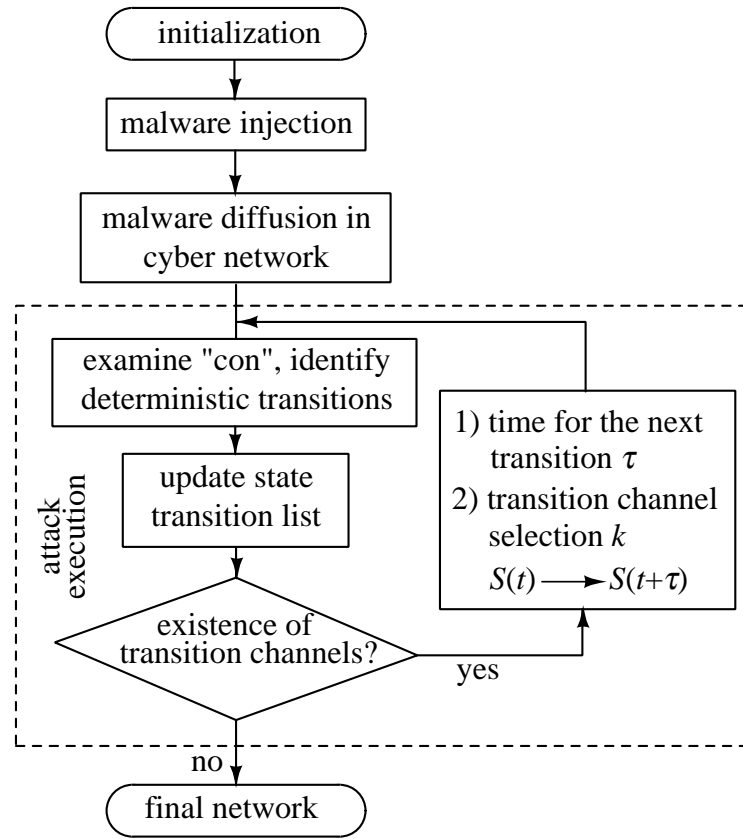 initialization
malware injection
malware diffusion in
cyber network
examine "con", identify
deterministic transitions
update state
transition list
attack
execution
existence of
transition channels?
yes
1) time for the next
transition τ
2) transition channel
selection k
S(t) ⟶ S(t+τ)
no
final network